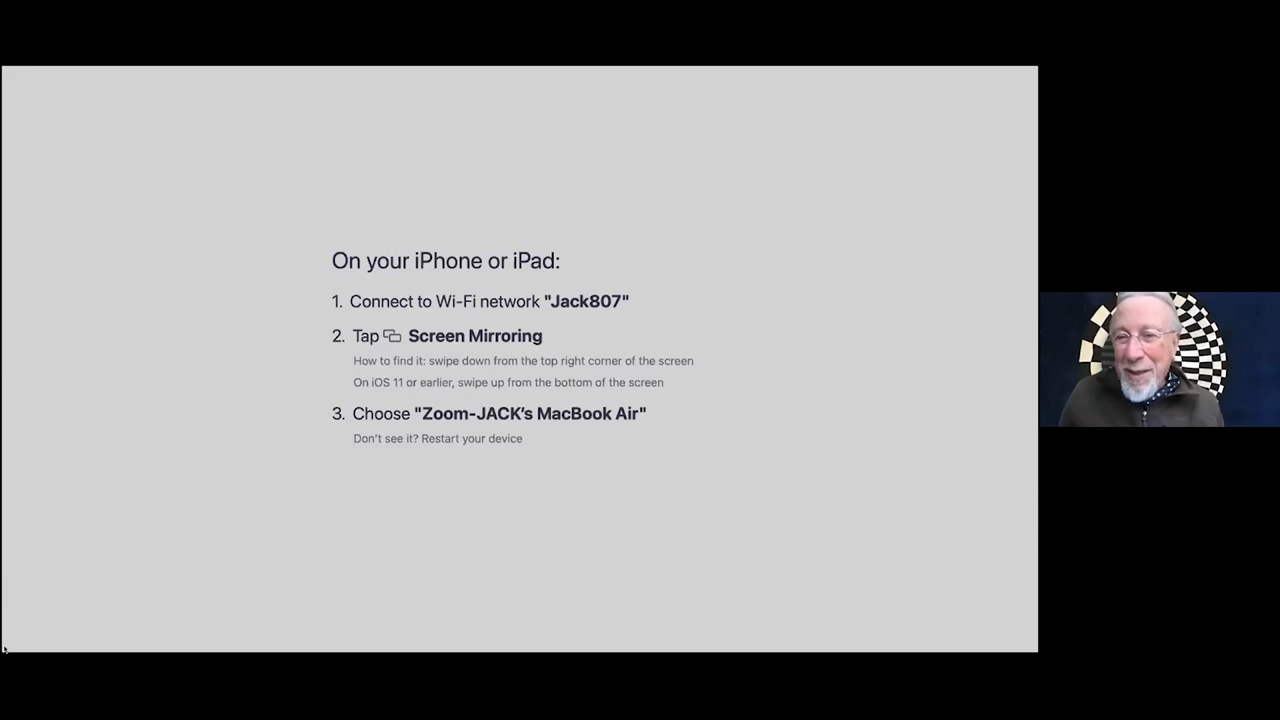 On your iPhone or iPad:
1. Connect to Wi-Fi network "Jack807"
2. Tap Screen Mirroring
How to find it: swipe down from the top right corner of the screen
On iOS 11 or earlier, swipe up from the bottom of the screen
3. Choose "Zoom-JACK’s MacBook Air"
Don't see it? Restart your device